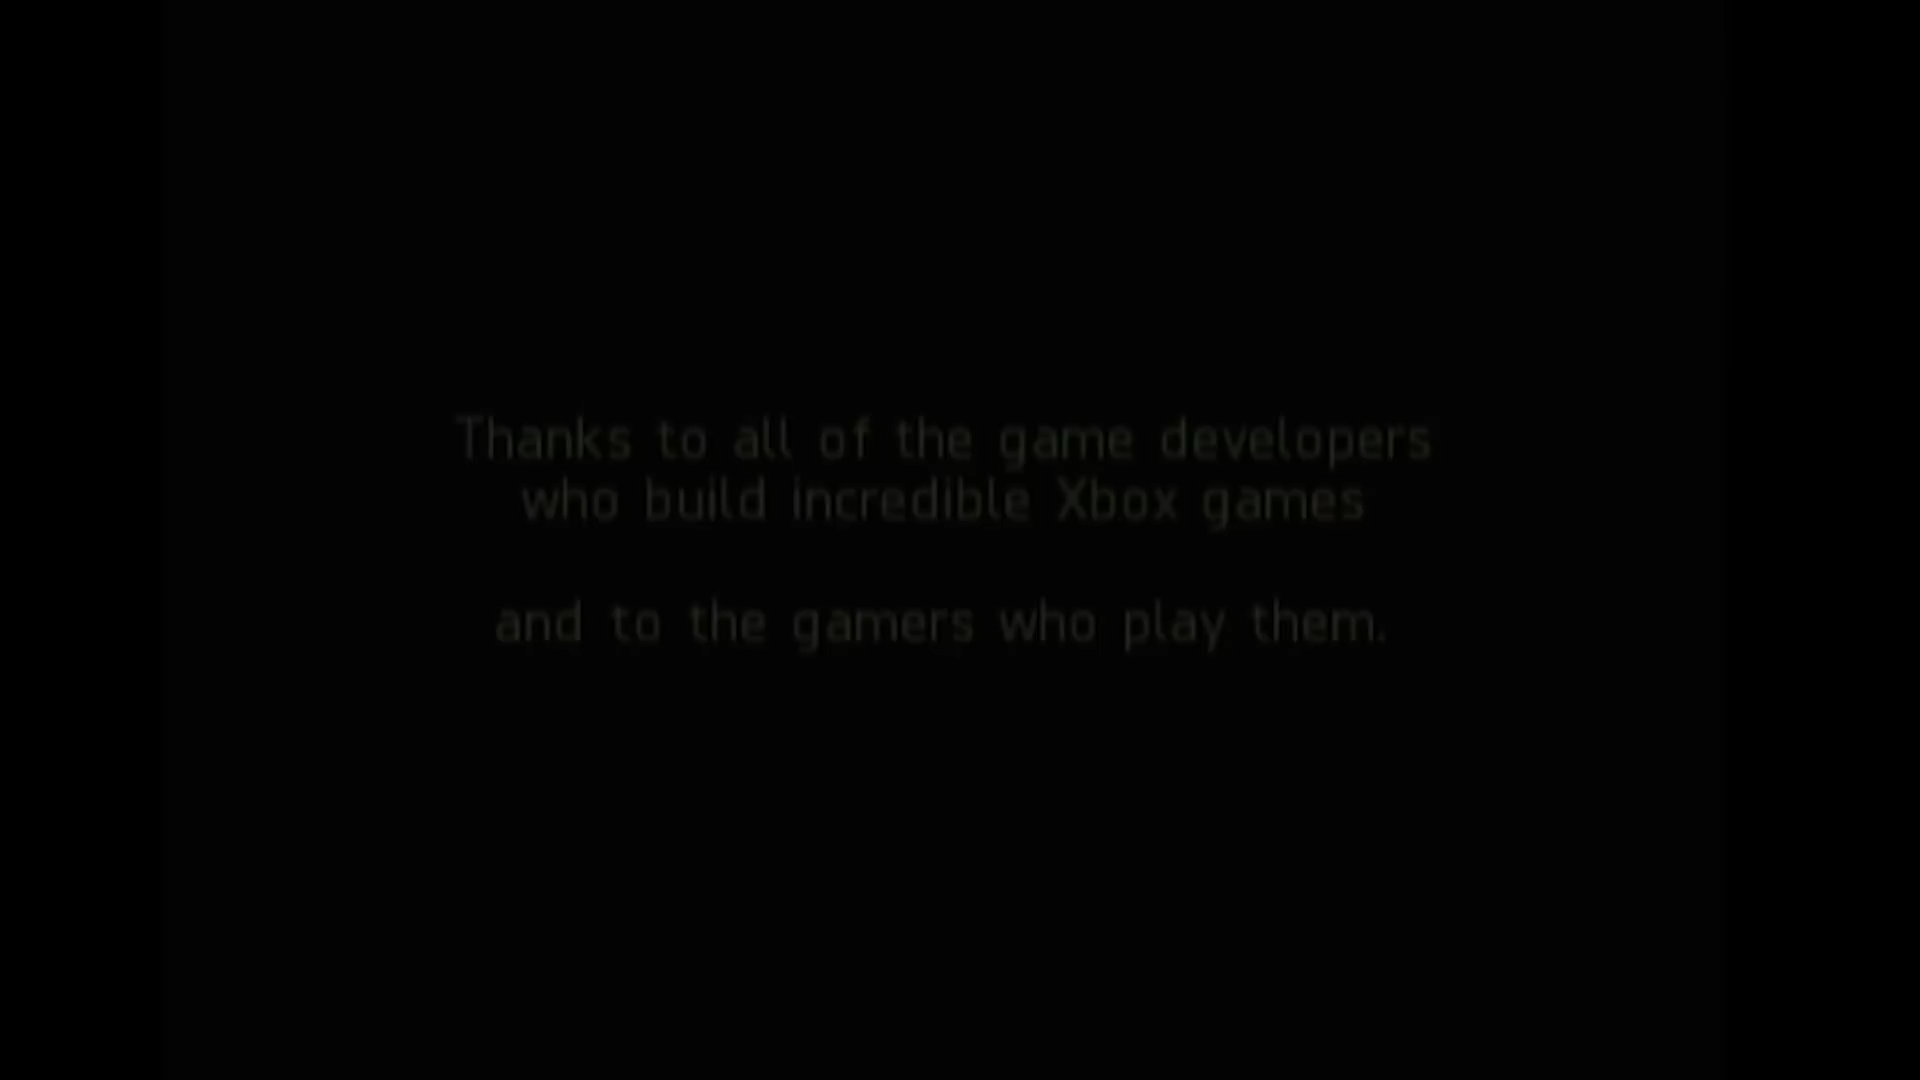 Thanks to all of the game developers
who build incredible Xbox games
and to the gamers who play them.